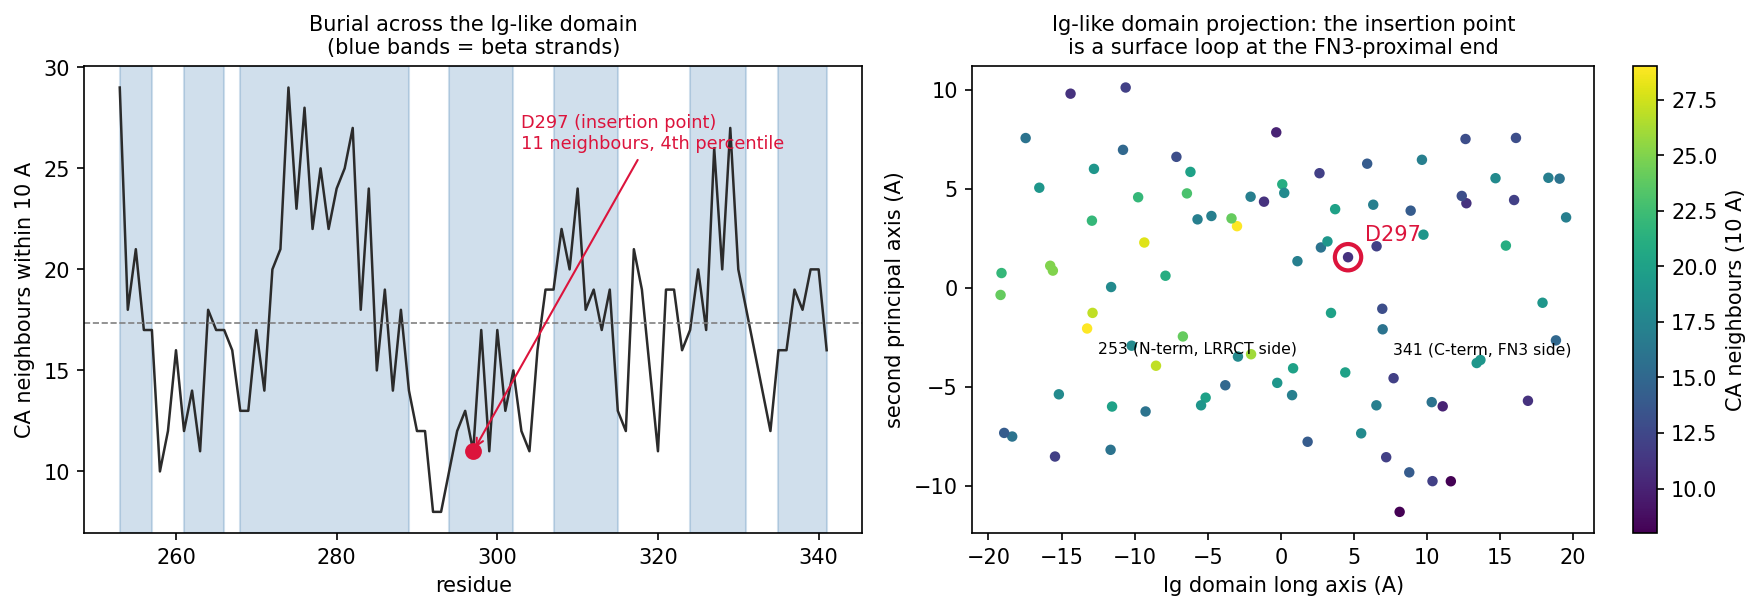 Burial across the Ig-like domain
(blue bands = beta strands)
CA neighbours within 10 A
30
25
20
15
10
D297 (insertion point)
11 neighbours, 4th percentile
260
280
300
320
340
residue
Ig-like domain projection: the insertion point
is a surface loop at the FN3-proximal end
second principal axis (A)
10
5
0
−5
−10
D297
253 (N-term, LRRCT side)
341 (C-term, FN3 side)
−20
−15
−10
−5
0
5
10
15
20
Ig domain long axis (A)
27.5
25.0
22.5
20.0
17.5
15.0
12.5
10.0
CA neighbours (10 A)